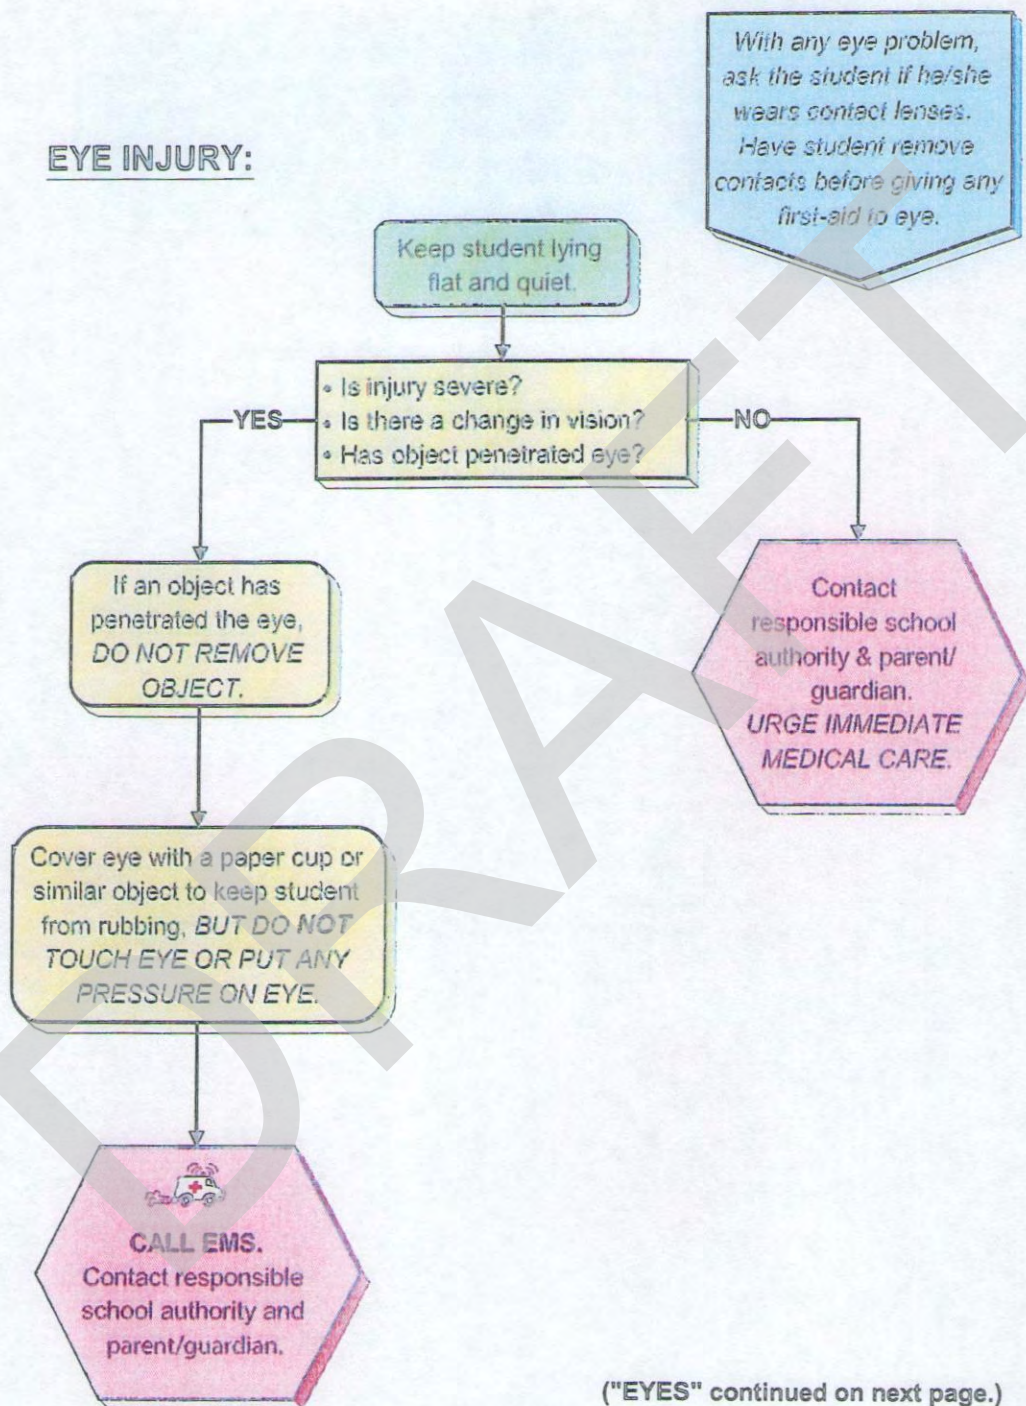 With any eye problem,
ask the student if he/she
wears contact lenses.
Have student remove
contacts before giving any
first-aid to eye.
EYE INJURY:
Keep student lying
flat and quiet.
• Is injury severe?
• Is there a change in vision?
• Has object penetrated eye?
YES
NO
If an object has
penetrated the eye,
DO NOT REMOVE
OBJECT.
Contact
responsible school
authority & parent/
guardian.
URGE IMMEDIATE
MEDICAL CARE.
Cover eye with a paper cup or
similar object to keep student
from rubbing, BUT DO NOT
TOUCH EYE OR PUT ANY
PRESSURE ON EYE.
CALL EMS.
Contact responsible
school authority and
parent/guardian.
("EYES" continued on next page.)
DRAFT